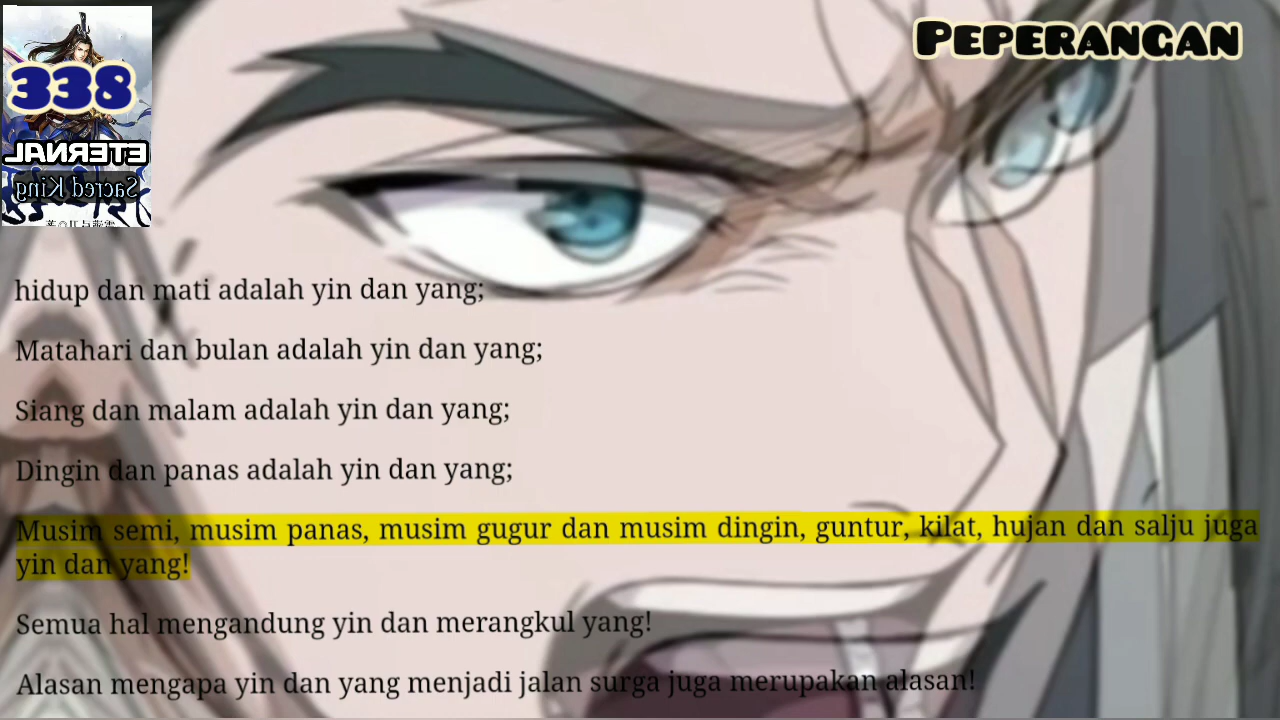 PEPERANGAN
338
ETERNAL
Sacred King
hidup dan mati adalah yin dan yang;
Matahari dan bulan adalah yin dan yang;
Siang dan malam adalah yin dan yang;
Dingin dan panas adalah yin dan yang;
Musim semi, musim panas, musim gugur dan musim dingin, guntur, kilat, hujan dan salju juga
yin dan yang!
Semua hal mengandung yin dan merangkul yang!
Alasan mengapa yin dan yang menjadi jalan surga juga merupakan alasan!